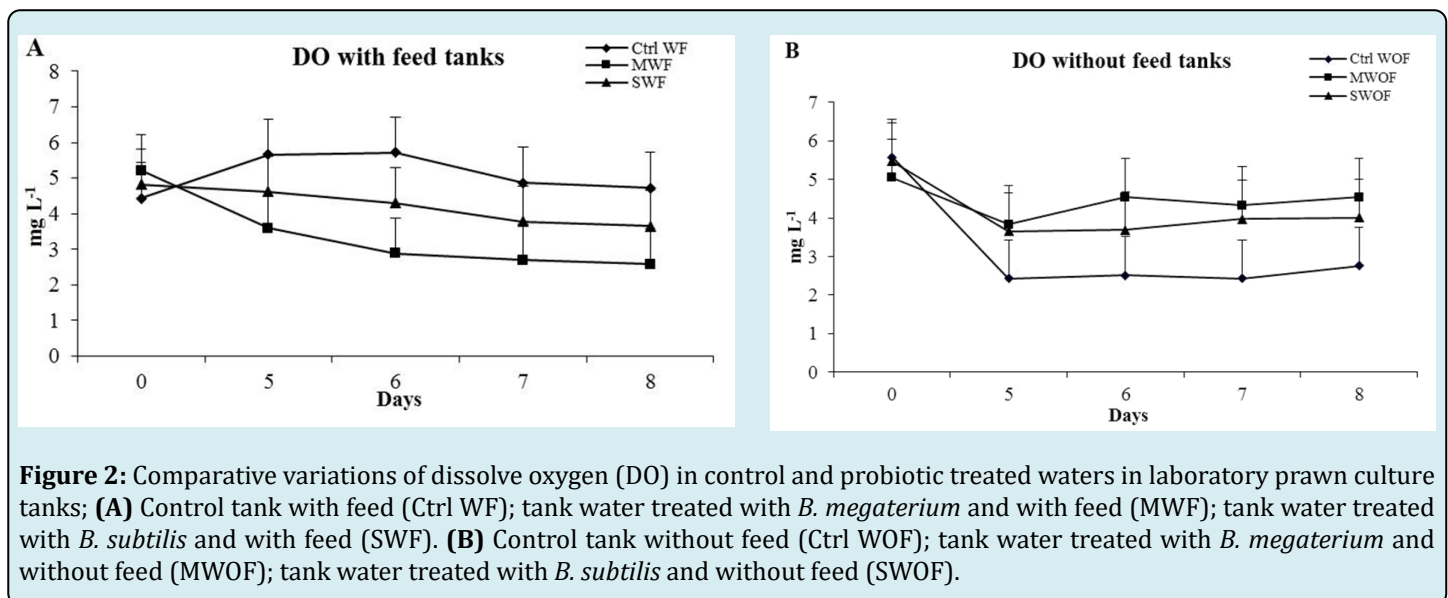 A
DO with feed tanks
Ctrl WF
MWF
SWF
8
7
6
5
4
3
2
1
0
mg L-1
0 5 6 7 8
Days
B
DO without feed tanks
Ctrl WOF
MWOF
SWOF
7
6
5
4
3
2
1
0
mg L-1
0 5 6 7 8
Days
Figure 2: Comparative variations of dissolve oxygen (DO) in control and probiotic treated waters in laboratory prawn culture
tanks; (A) Control tank with feed (Ctrl WF); tank water treated with B. megaterium and with feed (MWF); tank water treated
with B. subtilis and with feed (SWF). (B) Control tank without feed (Ctrl WOF); tank water treated with B. megaterium and
without feed (MWOF); tank water treated with B. subtilis and without feed (SWOF).